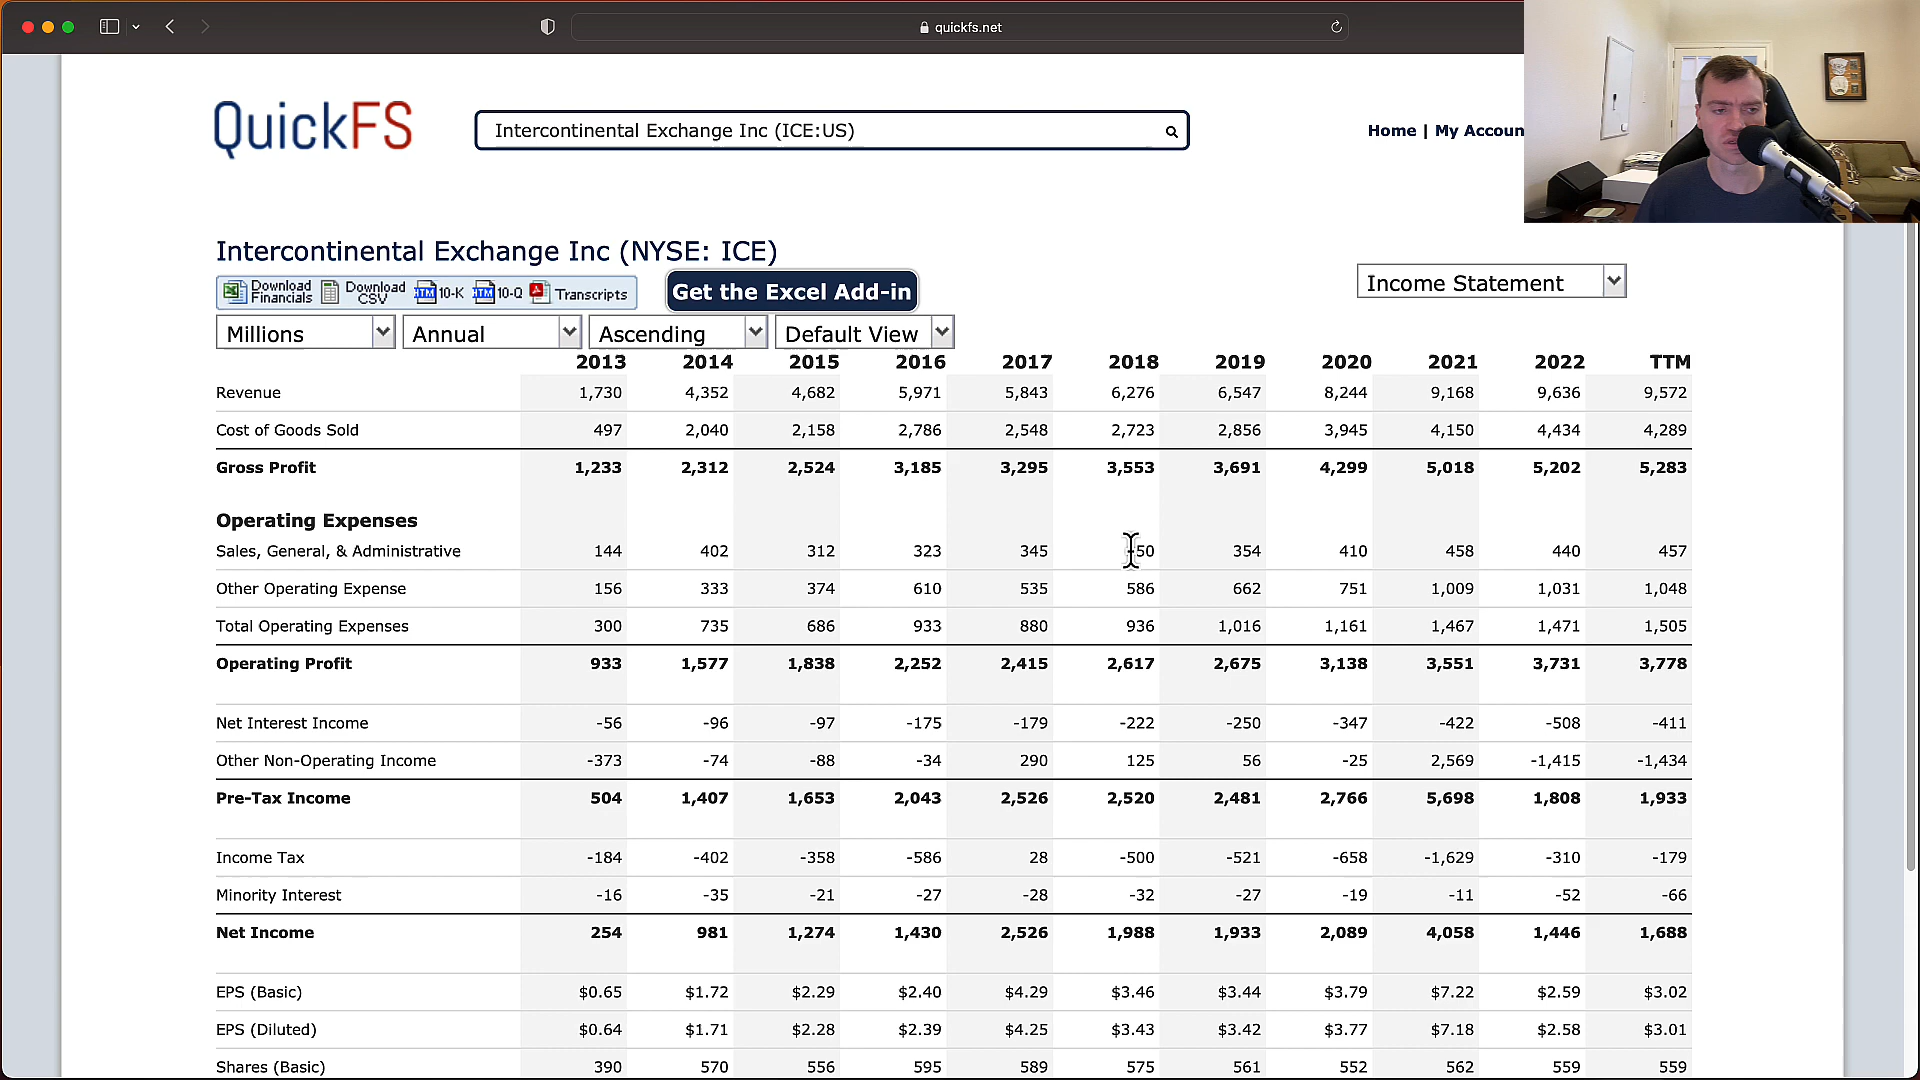 quickfs.net
QuickFS
Intercontinental Exchange Inc (ICE:US)
Home | My Accoun
Intercontinental Exchange Inc (NYSE: ICE)
Download Financials Download CSV 10-K 10-Q Transcripts
Get the Excel Add-in
Income Statement
Millions Annual Ascending Default View
2013 2014 2015 2016 2017 2018 2019 2020 2021 2022 TTM
Revenue 1,730 4,352 4,682 5,971 5,843 6,276 6,547 8,244 9,168 9,636 9,572
Cost of Goods Sold 497 2,040 2,158 2,786 2,548 2,723 2,856 3,945 4,150 4,434 4,289
Gross Profit 1,233 2,312 2,524 3,185 3,295 3,553 3,691 4,299 5,018 5,202 5,283
Operating Expenses
Sales, General, & Administrative 144 402 312 323 345 50 354 410 458 440 457
Other Operating Expense 156 333 374 610 535 586 662 751 1,009 1,031 1,048
Total Operating Expenses 300 735 686 933 880 936 1,016 1,161 1,467 1,471 1,505
Operating Profit 933 1,577 1,838 2,252 2,415 2,617 2,675 3,138 3,551 3,731 3,778
Net Interest Income -56 -96 -97 -175 -179 -222 -250 -347 -422 -508 -411
Other Non-Operating Income -373 -74 -88 -34 290 125 56 -25 2,569 -1,415 -1,434
Pre-Tax Income 504 1,407 1,653 2,043 2,526 2,520 2,481 2,766 5,698 1,808 1,933
Income Tax -184 -402 -358 -586 28 -500 -521 -658 -1,629 -310 -179
Minority Interest -16 -35 -21 -27 -28 -32 -27 -19 -11 -52 -66
Net Income 254 981 1,274 1,430 2,526 1,988 1,933 2,089 4,058 1,446 1,688
EPS (Basic) $0.65 $1.72 $2.29 $2.40 $4.29 $3.46 $3.44 $3.79 $7.22 $2.59 $3.02
EPS (Diluted) $0.64 $1.71 $2.28 $2.39 $4.25 $3.43 $3.42 $3.77 $7.18 $2.58 $3.01
Shares (Basic) 390 570 556 595 589 575 561 552 562 559 559